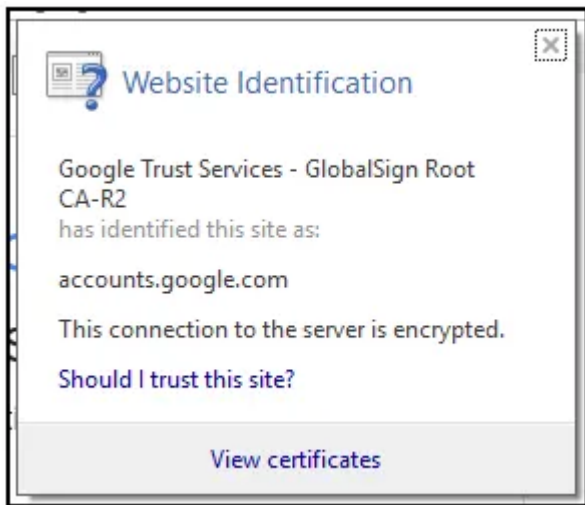 Website Identification
Google Trust Services - GlobalSign Root
CA-R2
has identified this site as:
accounts.google.com
This connection to the server is encrypted.
Should I trust this site?
View certificates